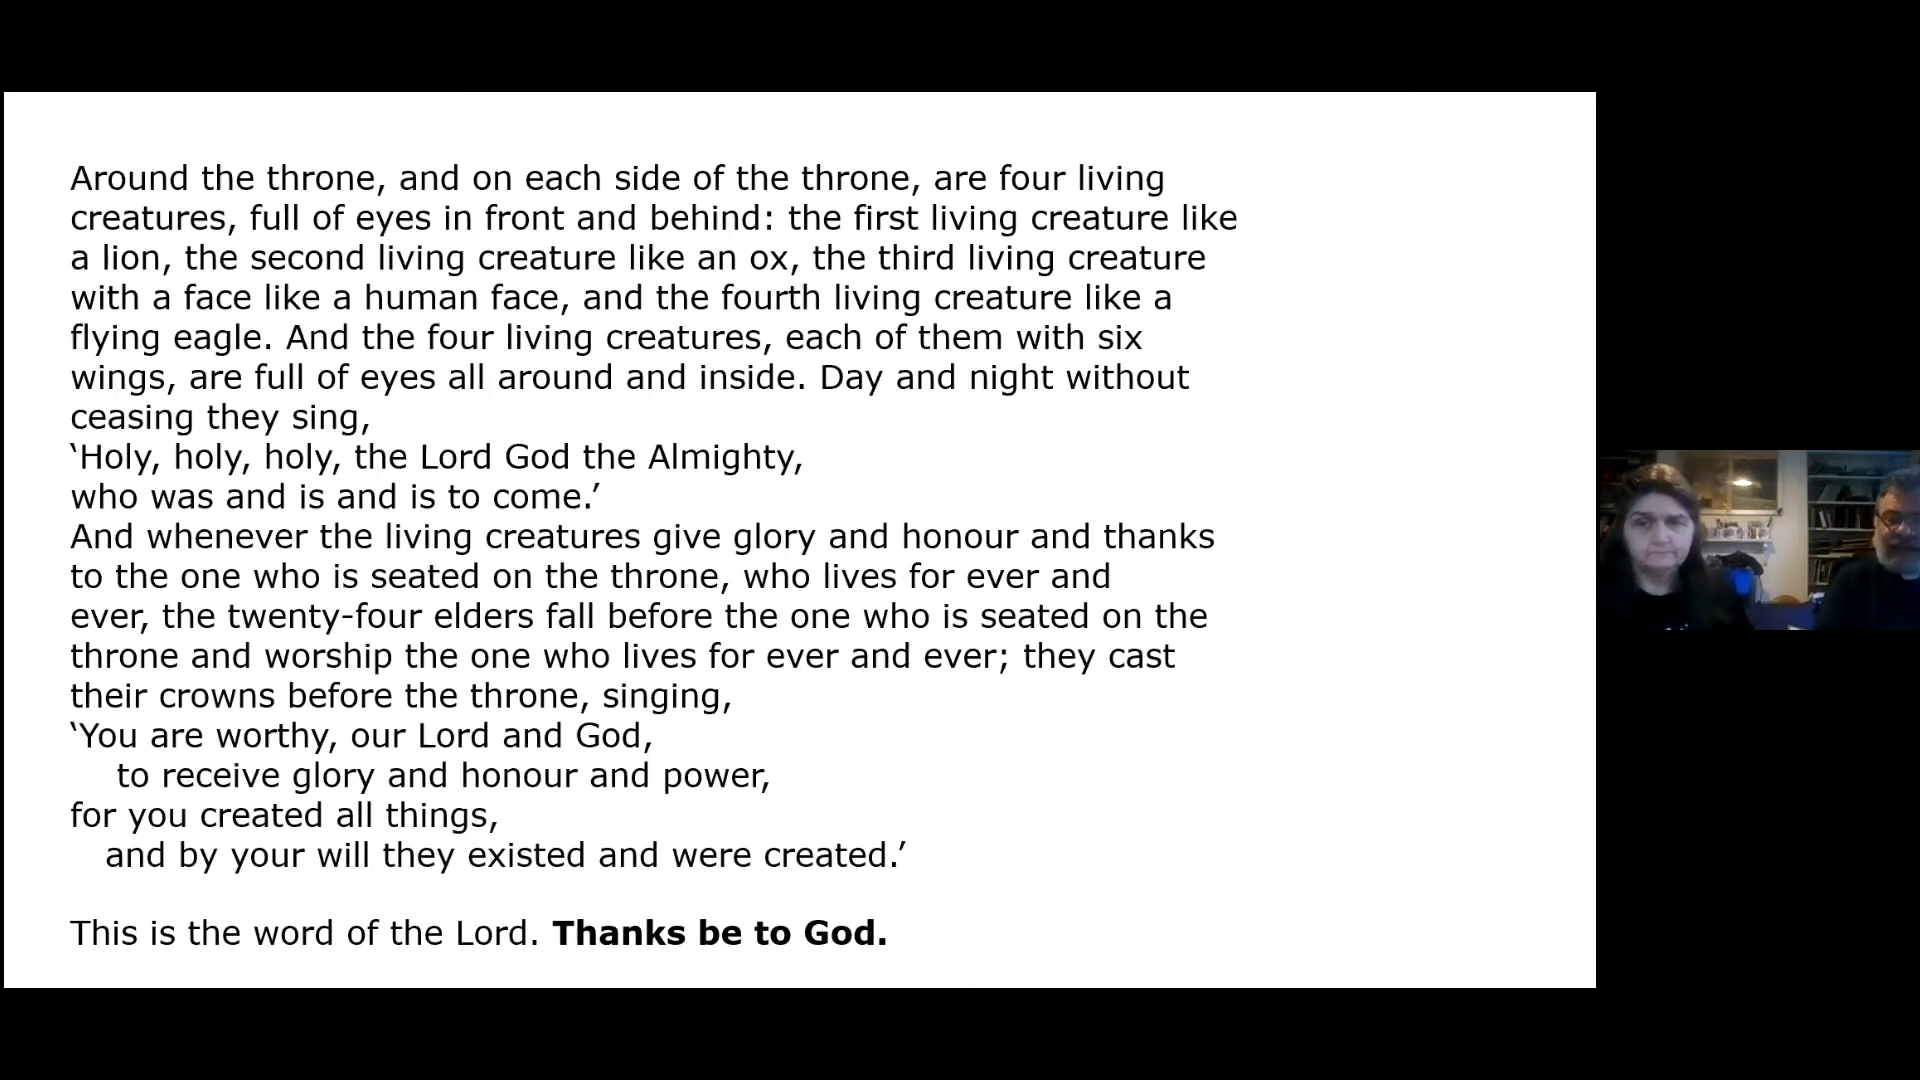 Around the throne, and on each side of the throne, are four living
creatures, full of eyes in front and behind: the first living creature like
a lion, the second living creature like an ox, the third living creature
with a face like a human face, and the fourth living creature like a
flying eagle. And the four living creatures, each of them with six
wings, are full of eyes all around and inside. Day and night without
ceasing they sing,
‘Holy, holy, holy, the Lord God the Almighty,
who was and is and is to come.’
And whenever the living creatures give glory and honour and thanks
to the one who is seated on the throne, who lives for ever and
ever, the twenty-four elders fall before the one who is seated on the
throne and worship the one who lives for ever and ever; they cast
their crowns before the throne, singing,
‘You are worthy, our Lord and God,
to receive glory and honour and power,
for you created all things,
and by your will they existed and were created.’
This is the word of the Lord. Thanks be to God.